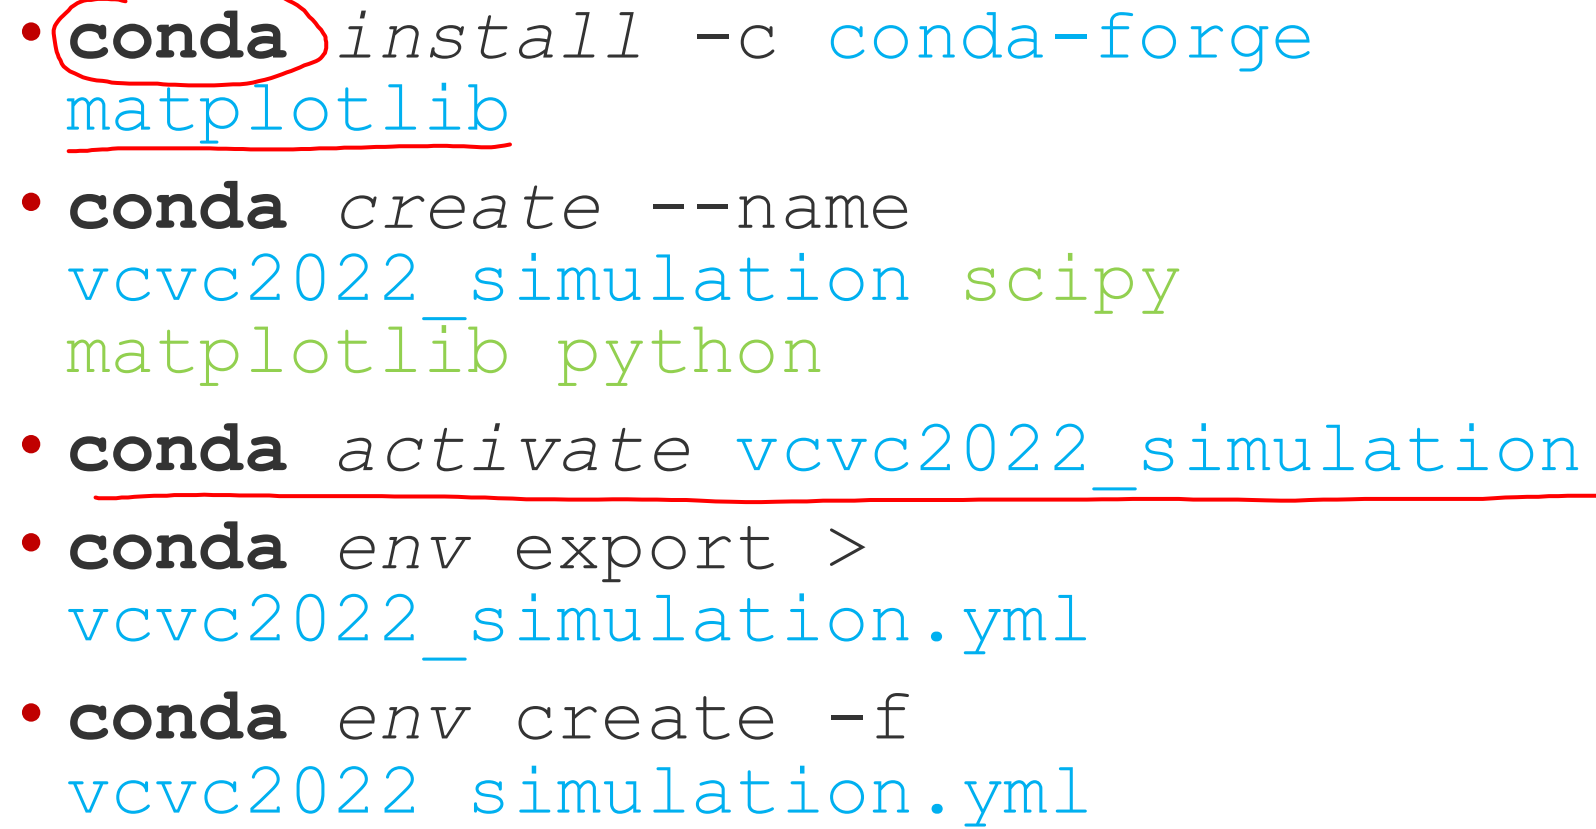 • conda install -c conda-forge
matplotlib
• conda create --name
vcvc2022_simulation scipy
matplotlib python
• conda activate vcvc2022_simulation
• conda env export >
vcvc2022_simulation.yml
• conda env create -f
vcvc2022_simulation.yml